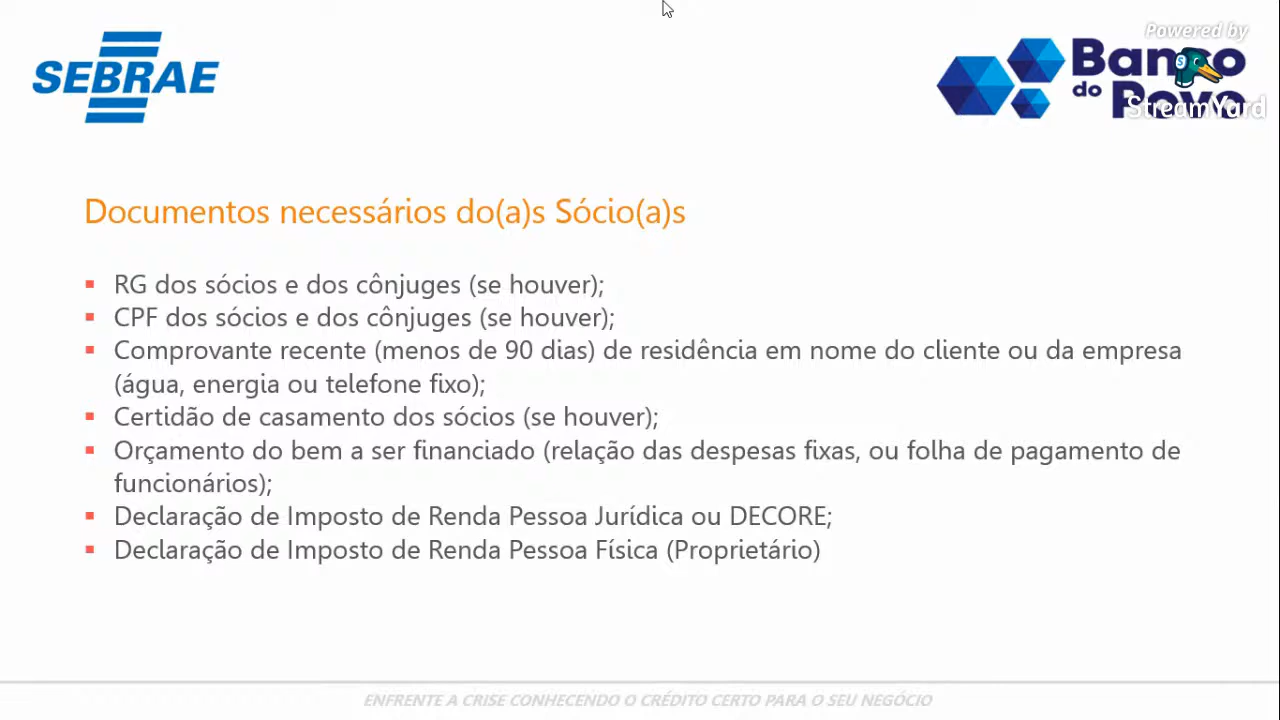 SEBRAE
Powered by
Banco
do
Povo
StreamYard
Documentos necessários do(a)s Sócio(a)s
▪ RG dos sócios e dos cônjuges (se houver);
▪ CPF dos sócios e dos cônjuges (se houver);
▪ Comprovante recente (menos de 90 dias) de residência em nome do cliente ou da empresa
(água, energia ou telefone fixo);
▪ Certidão de casamento dos sócios (se houver);
▪ Orçamento do bem a ser financiado (relação das despesas fixas, ou folha de pagamento de
funcionários);
▪ Declaração de Imposto de Renda Pessoa Jurídica ou DECORE;
▪ Declaração de Imposto de Renda Pessoa Física (Proprietário)
ENFRENTE A CRISE CONHECENDO O CRÉDITO CERTO PARA O SEU NEGÓCIO